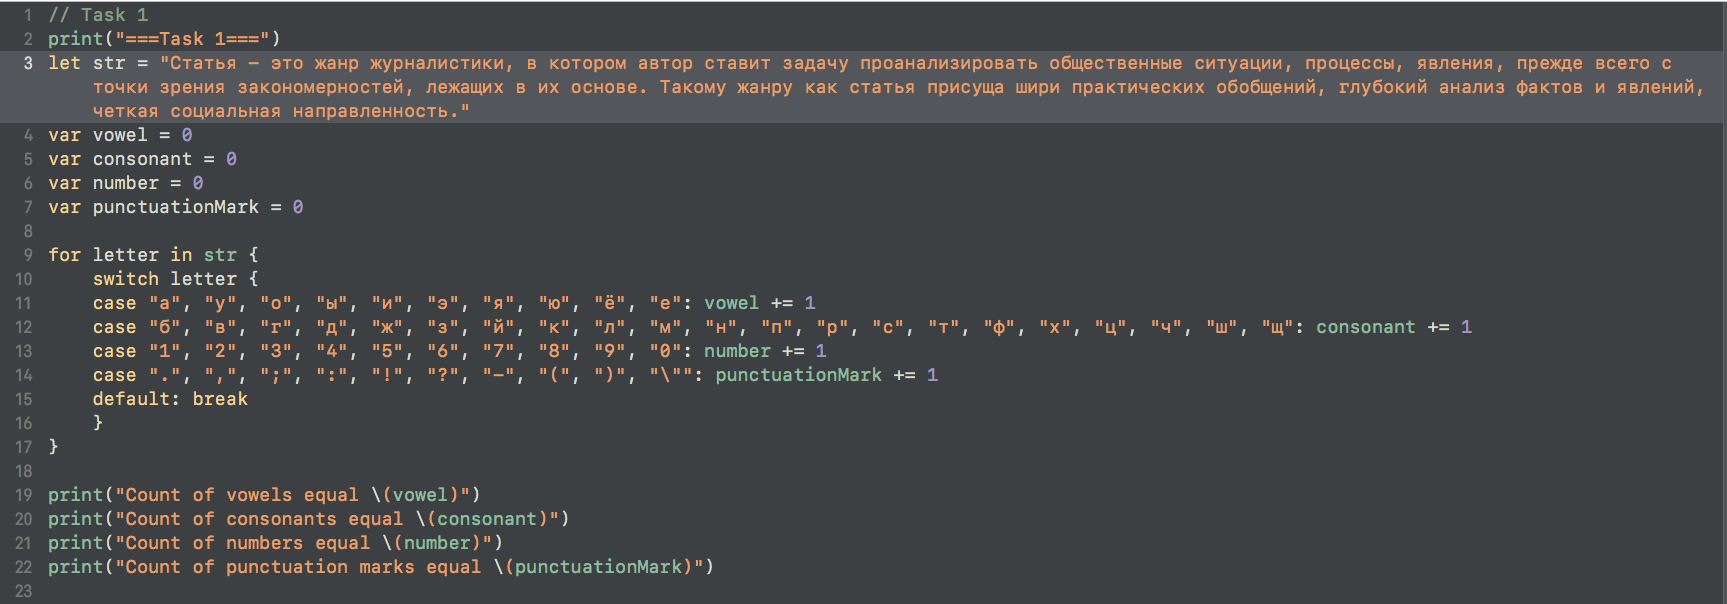 1 // Task 1
2 print("===Task 1===")
3 let str = "Статья – это жанр журналистики, в котором автор ставит задачу проанализировать общественные ситуации, процессы, явления, прежде всего с
точки зрения закономерностей, лежащих в их основе. Такому жанру как статья присуща шири практических обобщений, глубокий анализ фактов и явлений,
четкая социальная направленность."
4 var vowel = 0
5 var consonant = 0
6 var number = 0
7 var punctuationMark = 0
8
9 for letter in str {
10 switch letter {
11 case "а", "у", "о", "ы", "и", "э", "я", "ю", "ё", "е": vowel += 1
12 case "б", "в", "г", "д", "ж", "з", "й", "к", "л", "м", "н", "п", "р", "с", "т", "ф", "х", "ц", "ч", "ш", "щ": consonant += 1
13 case "1", "2", "3", "4", "5", "6", "7", "8", "9", "0": number += 1
14 case ".", ",", ";", ":", "!", "?", "–", "(", ")", "\"": punctuationMark += 1
15 default: break
16 }
17 }
18
19 print("Count of vowels equal \(vowel)")
20 print("Count of consonants equal \(consonant)")
21 print("Count of numbers equal \(number)")
22 print("Count of punctuation marks equal \(punctuationMark)")
23